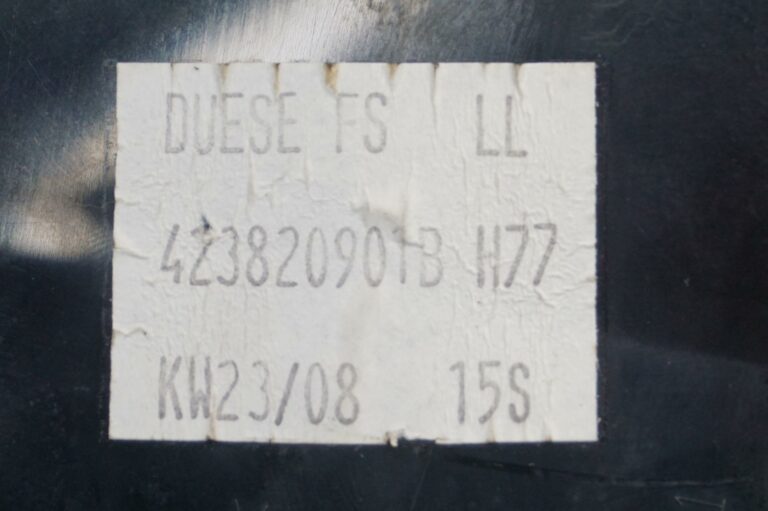 DUESE FS LL
423820901B H77
KW23/08 15S